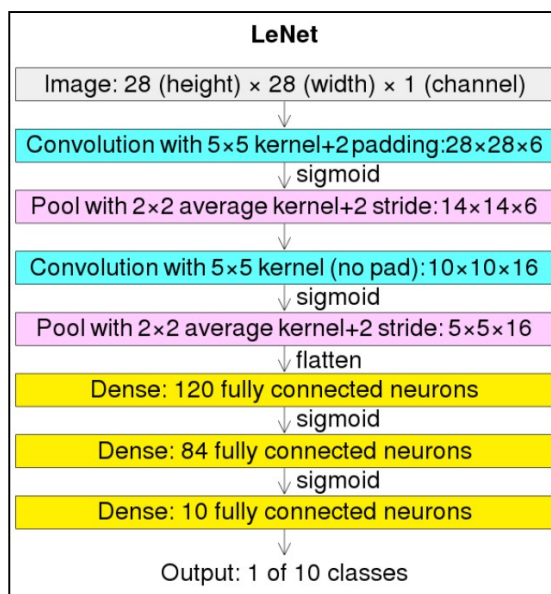 LeNet
Image: 28 (height) × 28 (width) × 1 (channel)
Convolution with 5×5 kernel+2 padding:28×28×6
sigmoid
Pool with 2×2 average kernel+2 stride:14×14×6
Convolution with 5×5 kernel (no pad):10×10×16
sigmoid
Pool with 2×2 average kernel+2 stride: 5×5×16
flatten
Dense: 120 fully connected neurons
sigmoid
Dense: 84 fully connected neurons
sigmoid
Dense: 10 fully connected neurons
Output: 1 of 10 classes